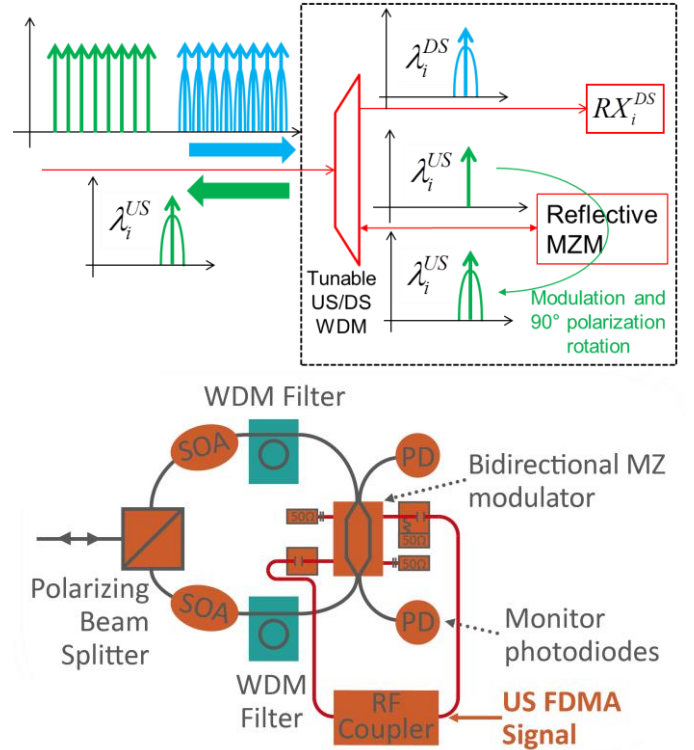 λ_i^{DS}
RX_i^{DS}
λ_i^{US}
λ_i^{US}
Reflective
MZM
λ_i^{US}
Tunable
US/DS
WDM
Modulation and
90° polarization
rotation
WDM Filter
SOA
PD
Bidirectional MZ
modulator
50Ω
50Ω
50Ω
Polarizing
Beam
Splitter
SOA
PD
Monitor
photodiodes
WDM
Filter
RF
Coupler
US FDMA
Signal